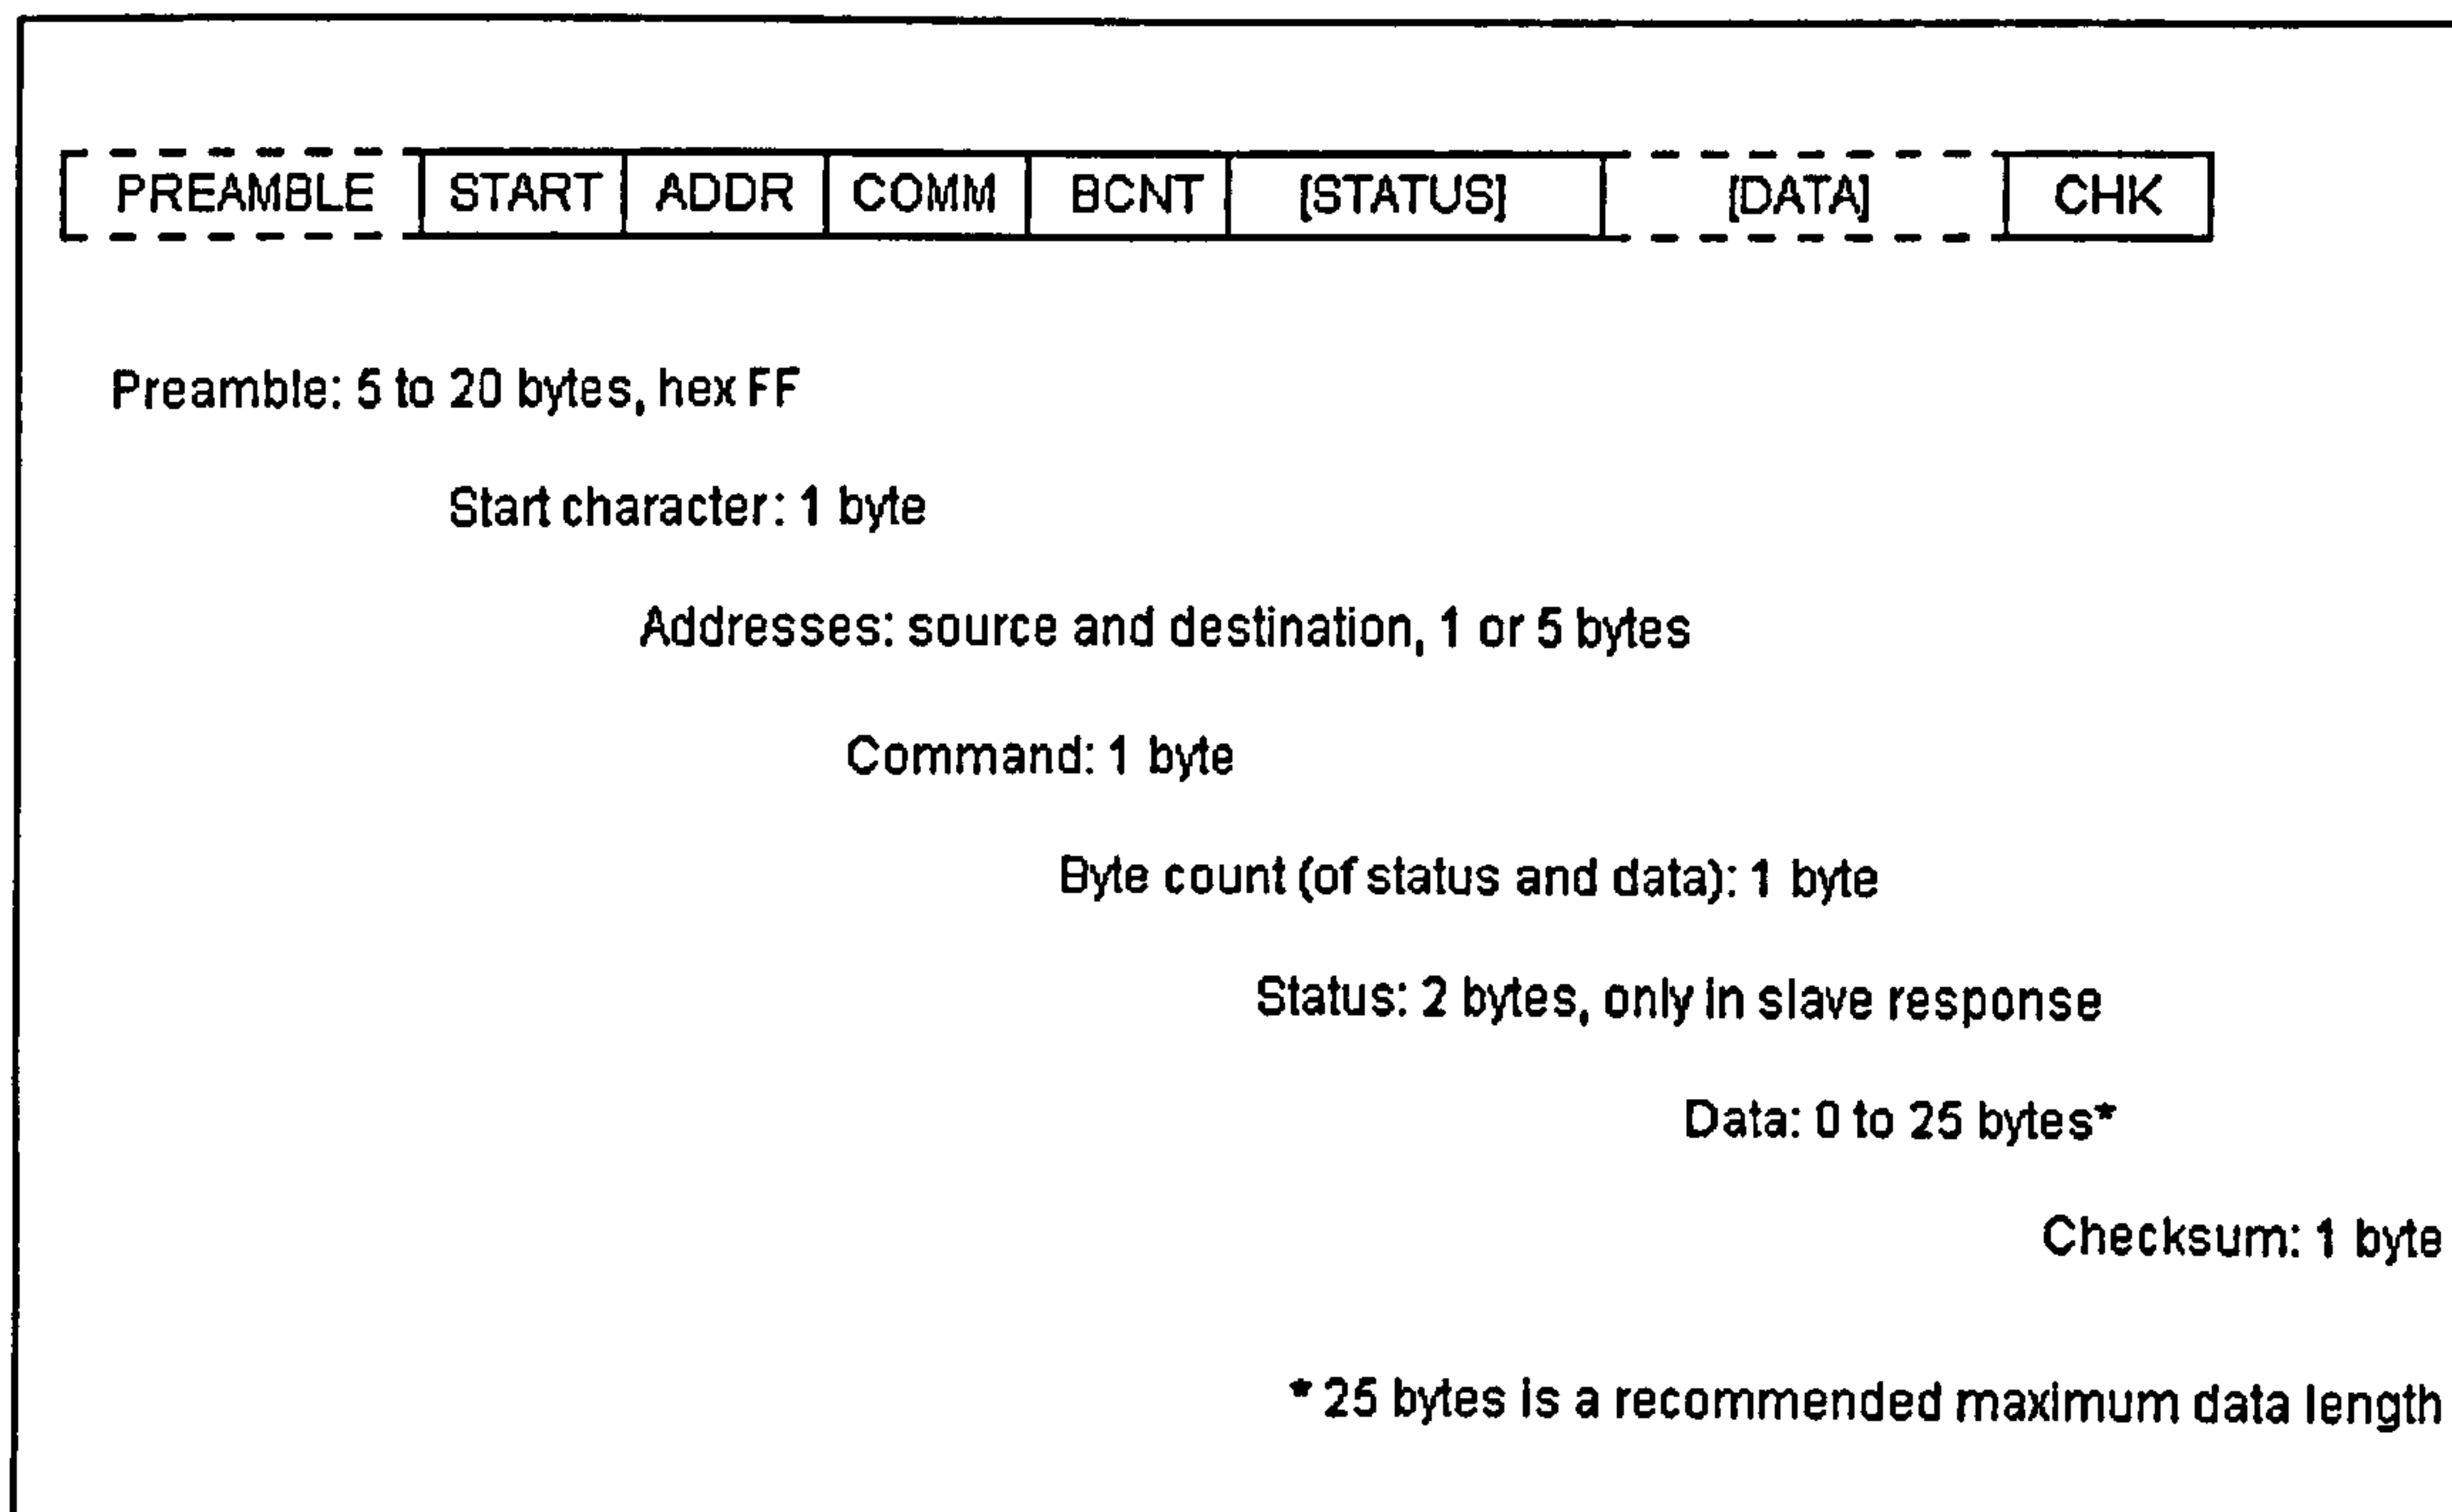 PREAMBLE START ADDR COMM BCNT [STATUS] [DATA] CHK
Preamble: 5 to 20 bytes, hex FF
Start character: 1 byte
Addresses: source and destination, 1 or 5 bytes
Command: 1 byte
Byte count (of status and data): 1 byte
Status: 2 bytes, only in slave response
Data: 0 to 25 bytes*
Checksum: 1 byte
* 25 bytes is a recommended maximum data length